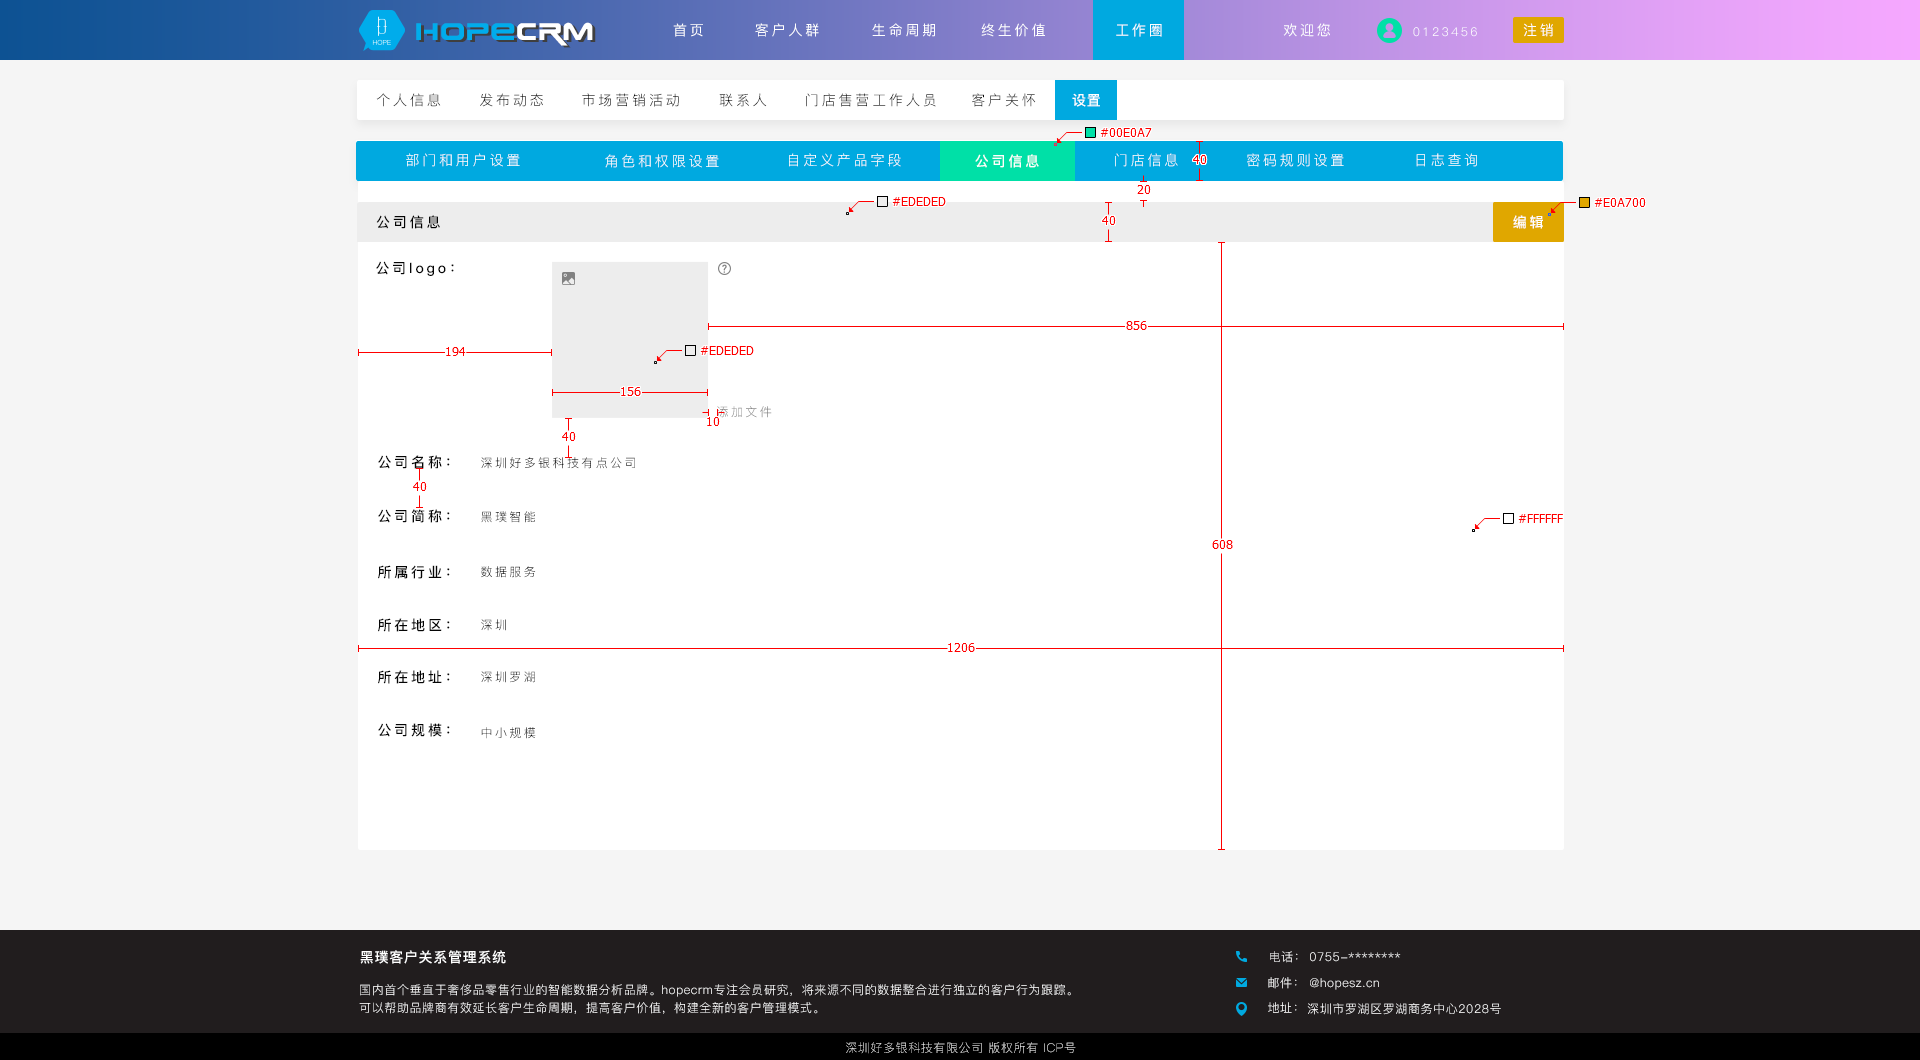 HOPE HOPECRM 首页 客户人群 生命周期 终生价值 工作圈 欢迎您 0123456 注销
个人信息 发布动态 市场营销活动 联系人 门店售营工作人员 客户关怀 设置
#00E0A7
部门和用户设置 角色和权限设置 自定义产品字段 公司信息 门店信息 40 密码规则设置 日志查询
20
#EDEDED #E0A700
公司信息 40 编辑
公司logo：
856
194 #EDEDED
156
添加文件
10
40
公司名称： 深圳好多银科技有点公司
40
公司简称： 黑璞智能
#FFFFFF
608
所属行业： 数据服务
所在地区： 深圳
1206
所在地址： 深圳罗湖
公司规模： 中小规模
黑璞客户关系管理系统
国内首个垂直于奢侈品零售行业的智能数据分析品牌。hopecrm专注会员研究，将来源不同的数据整合进行独立的客户行为跟踪。
可以帮助品牌商有效延长客户生命周期，提高客户价值，构建全新的客户管理模式。
电话： 0755-********
邮件： @hopesz.cn
地址： 深圳市罗湖区罗湖商务中心2028号
深圳好多银科技有限公司 版权所有 ICP号